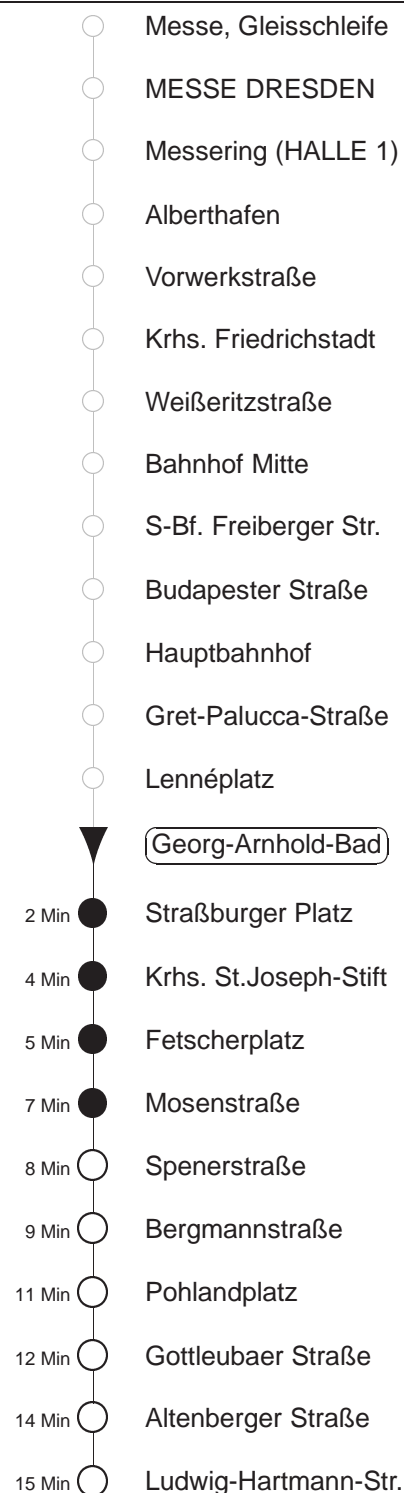 Messe, Gleisschleife
MESSE DRESDEN
Messering (HALLE 1)
Alberthafen
Vorwerkstraße
Krhs. Friedrichstadt
Weißeritzstraße
Bahnhof Mitte
S-Bf. Freiberger Str.
Budapester Straße
Hauptbahnhof
Gret-Palucca-Straße
Lennéplatz
Georg-Arnhold-Bad
2 Min Straßburger Platz
4 Min Krhs. St.Joseph-Stift
5 Min Fetscherplatz
7 Min Mosenstraße
8 Min Spenerstraße
9 Min Bergmannstraße
11 Min Pohlandplatz
12 Min Gottleubaer Straße
14 Min Altenberger Straße
15 Min Ludwig-Hartmann-Str.